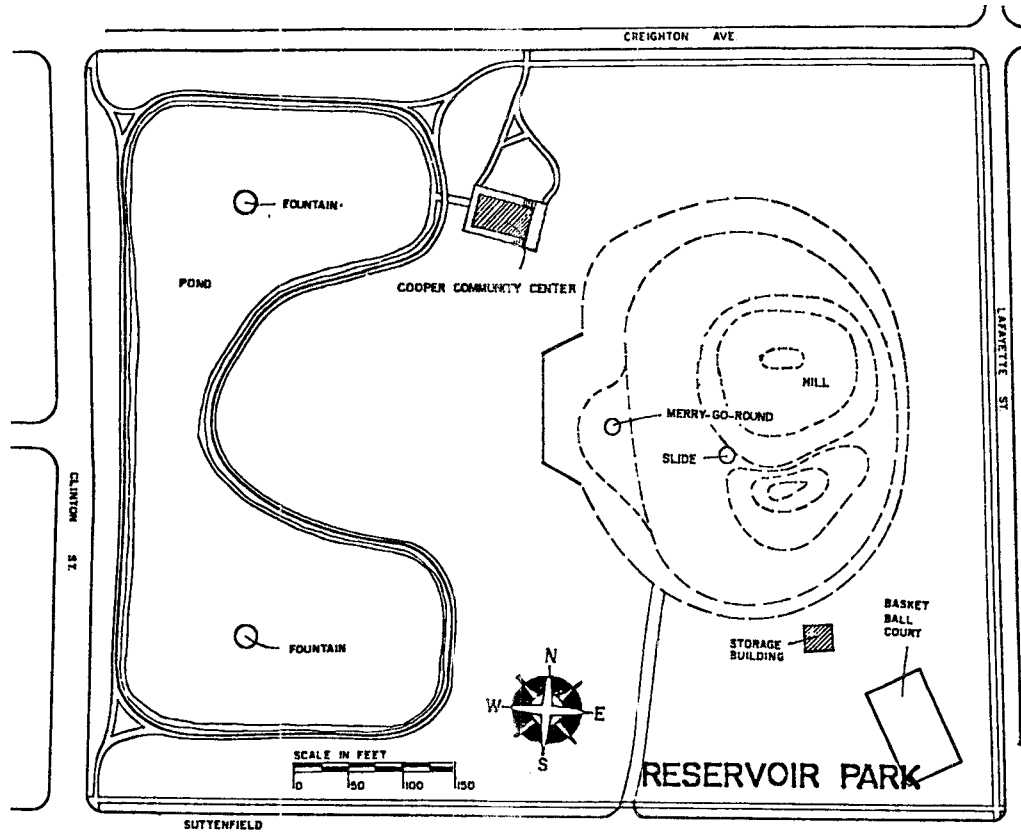 CREIGHTON AVE
FOUNTAIN
POND
COOPER COMMUNITY CENTER
LAFAYETTE ST.
HILL
MERRY-GO-ROUND
SLIDE
CLINTON ST.
BASKET
BALL
COURT
STORAGE
BUILDING
FOUNTAIN
N
W
E
S
SCALE IN FEET
0 50 100 150
RESERVOIR PARK
SUTTENFIELD